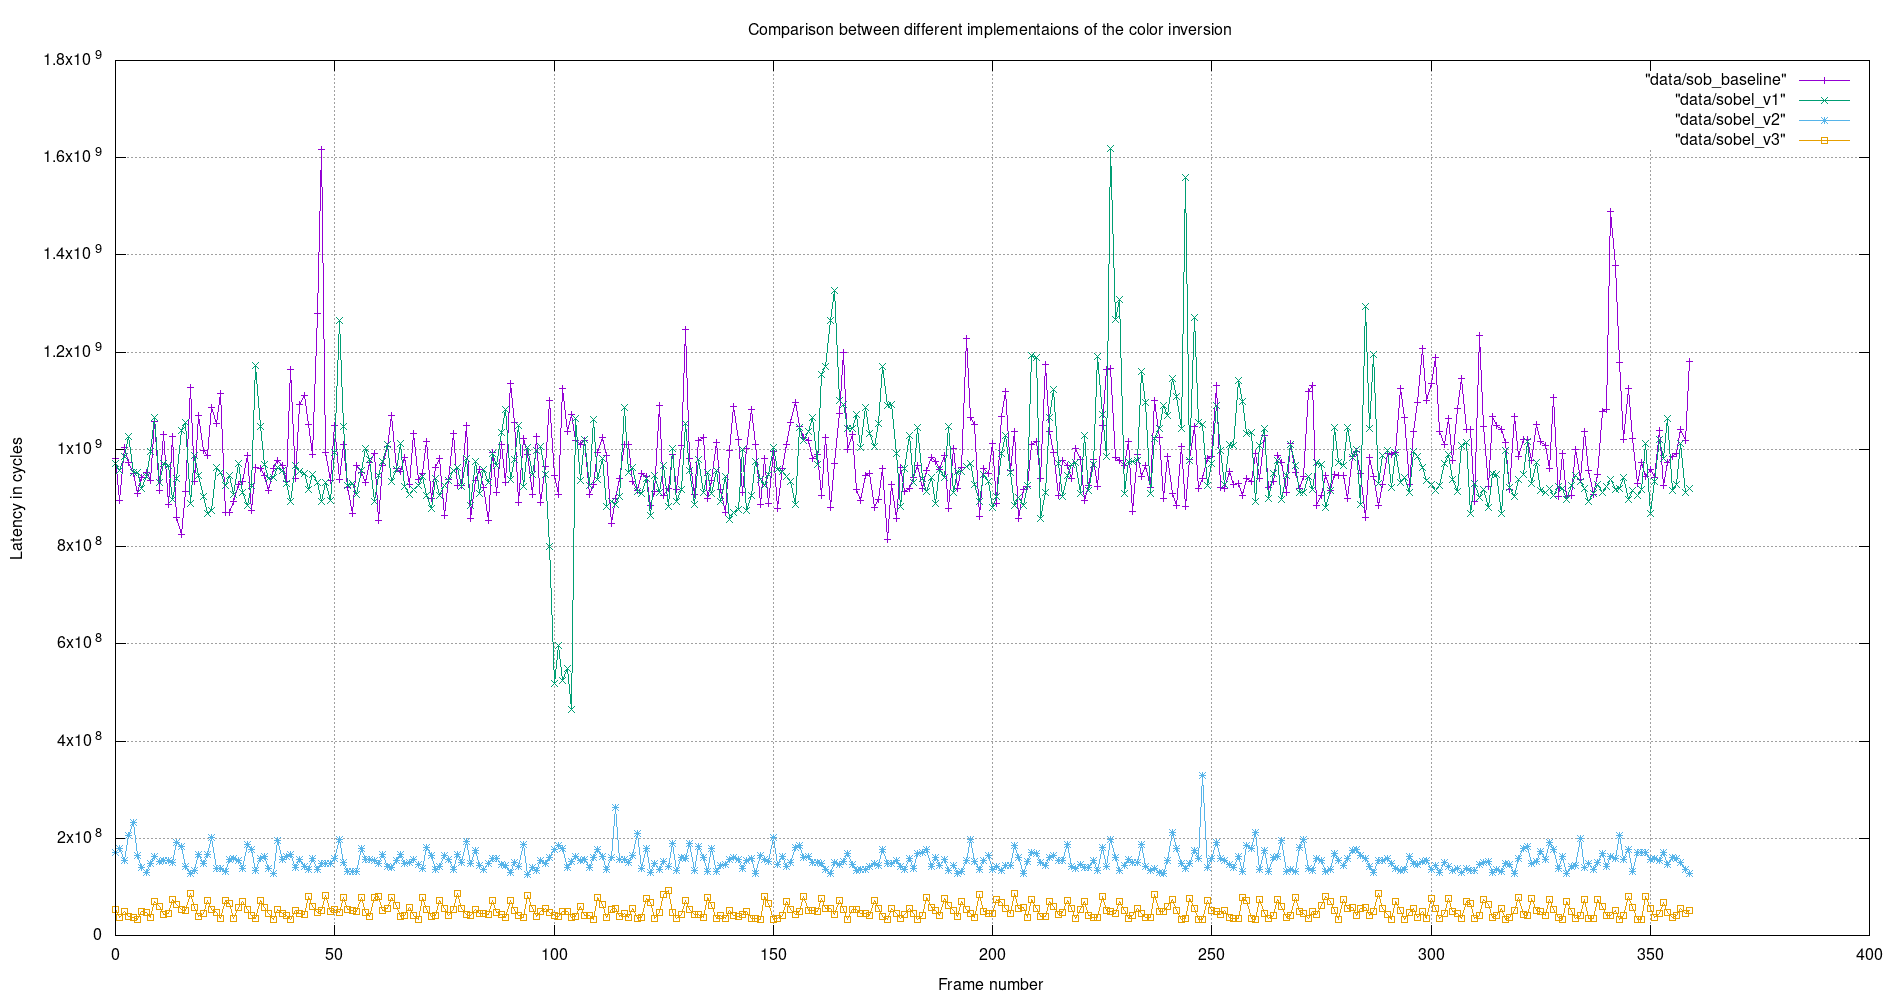 Comparison between different implementaions of the color inversion
"data/sob_baseline"
"data/sobel_v1"
"data/sobel_v2"
"data/sobel_v3"
1.8x10 9
1.6x10 9
1.4x10 9
1.2x10 9
1x10 9
8x10 8
6x10 8
4x10 8
2x10 8
0
Latency in cycles
0 50 100 150 200 250 300 350 400
Frame number